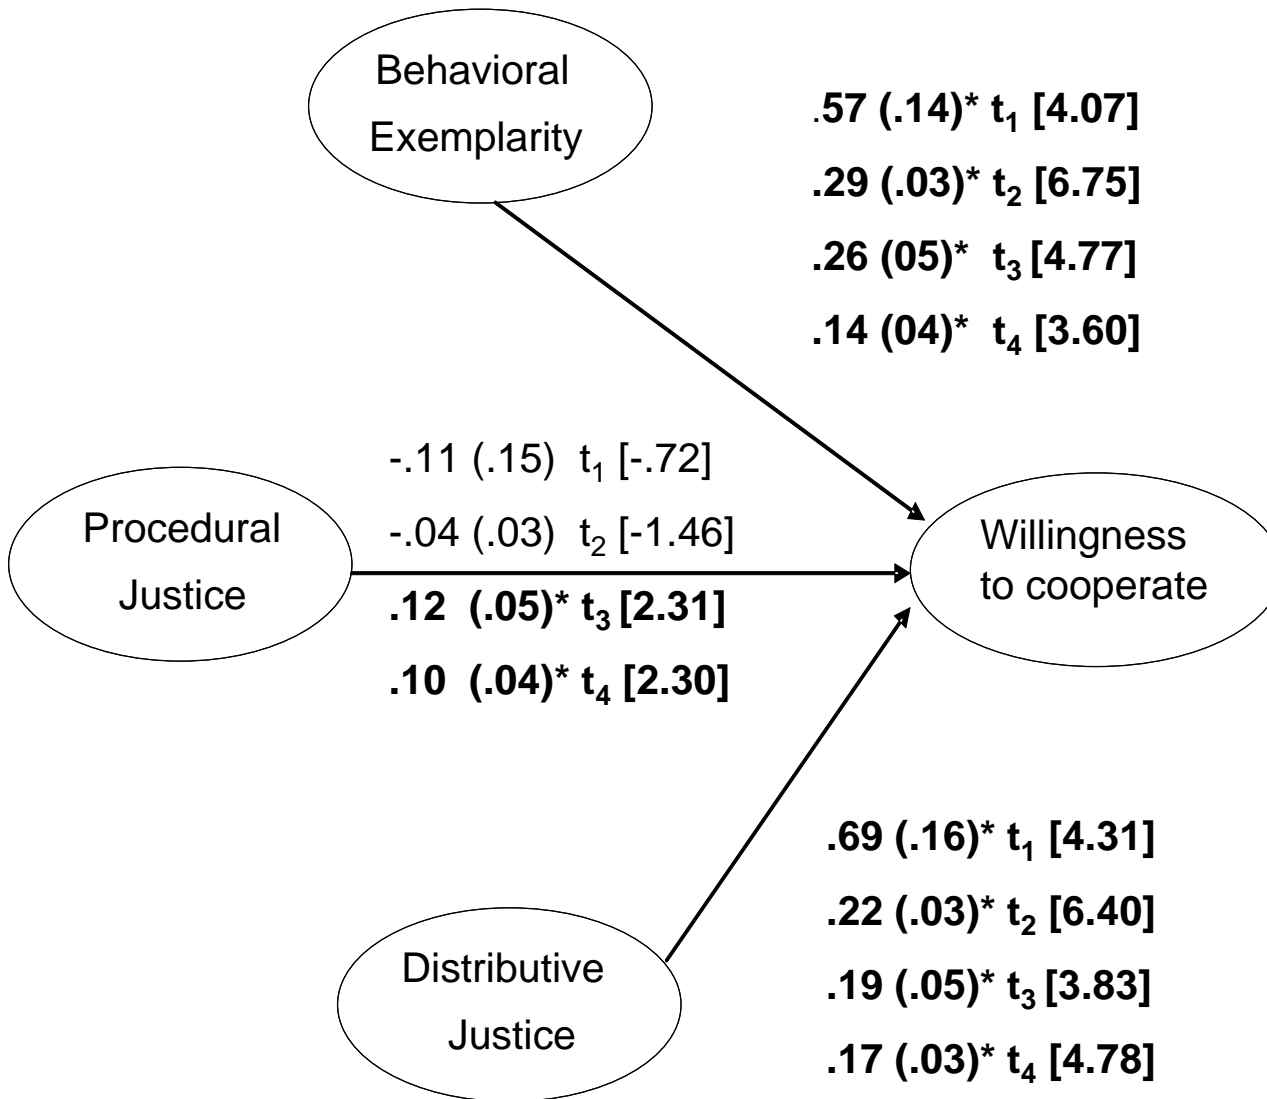 Behavioral
Exemplarity
.57 (.14)* t₁ [4.07]
.29 (.03)* t₂ [6.75]
.26 (05)* t₃ [4.77]
.14 (04)* t₄ [3.60]
-.11 (.15) t₁ [-.72]
-.04 (.03) t₂ [-1.46]
.12 (.05)* t₃ [2.31]
.10 (.04)* t₄ [2.30]
Procedural
Justice
Willingness
to cooperate
.69 (.16)* t₁ [4.31]
.22 (.03)* t₂ [6.40]
.19 (.05)* t₃ [3.83]
.17 (.03)* t₄ [4.78]
Distributive
Justice